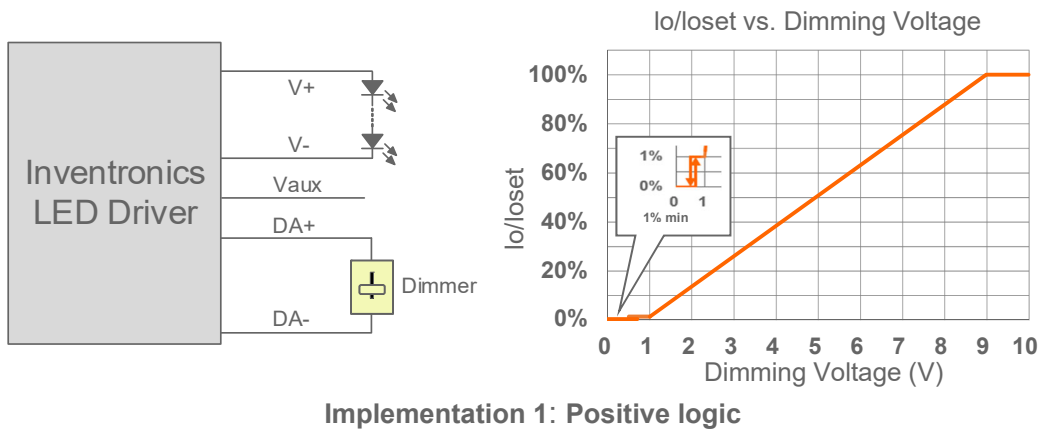 Io/Ioset vs. Dimming Voltage
V+
V-
Inventronics
LED Driver
Vaux
DA+
Dimmer
DA-
Io/Ioset
100%
80%
60%
40%
20%
0%
1%
0%
0 1
1% min
0 1 2 3 4 5 6 7 8 9 10
Dimming Voltage (V)
Implementation 1: Positive logic